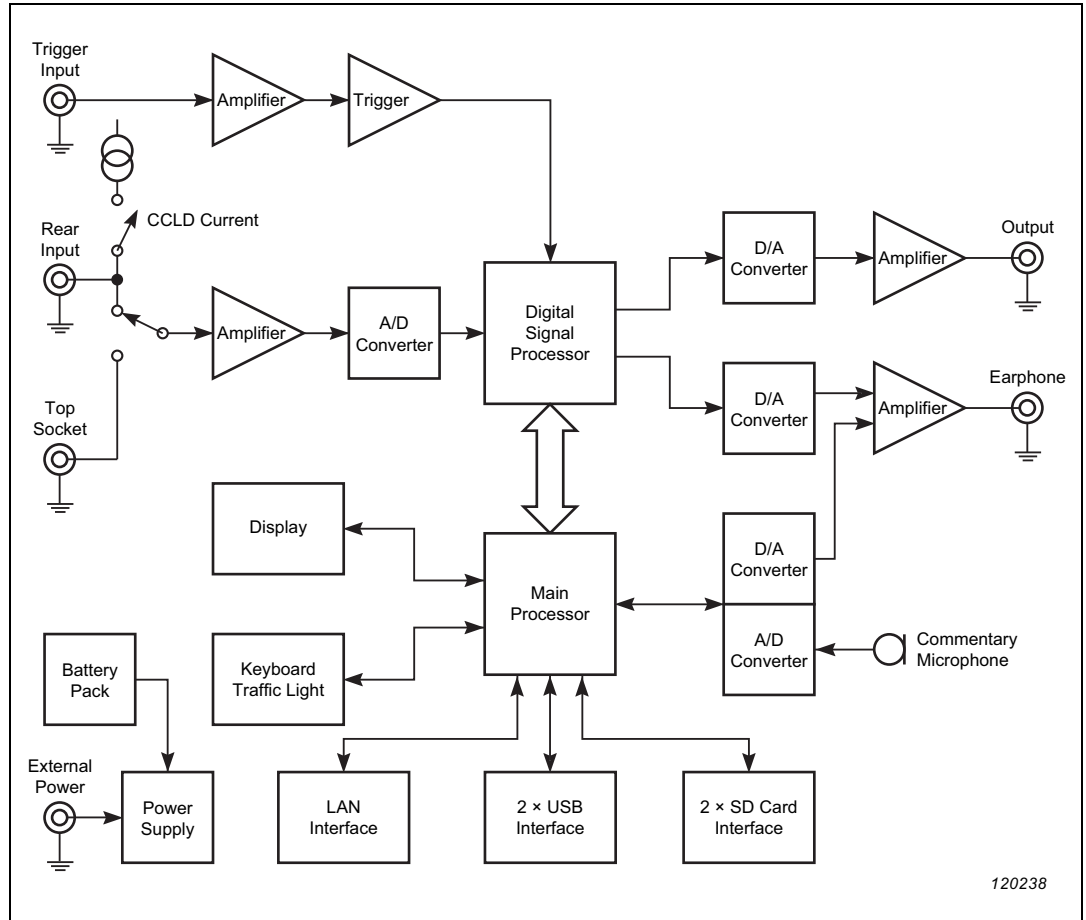 Trigger
Input
Amplifier
Trigger
CCLD Current
Rear
Input
Amplifier
A/D
Converter
Digital
Signal
Processor
D/A
Converter
Amplifier
Output
D/A
Converter
Amplifier
Earphone
Top
Socket
Display
Main
Processor
D/A
Converter
A/D
Converter
Commentary
Microphone
Battery
Pack
Keyboard
Traffic Light
External
Power
Power
Supply
LAN
Interface
2 × USB
Interface
2 × SD Card
Interface
120238